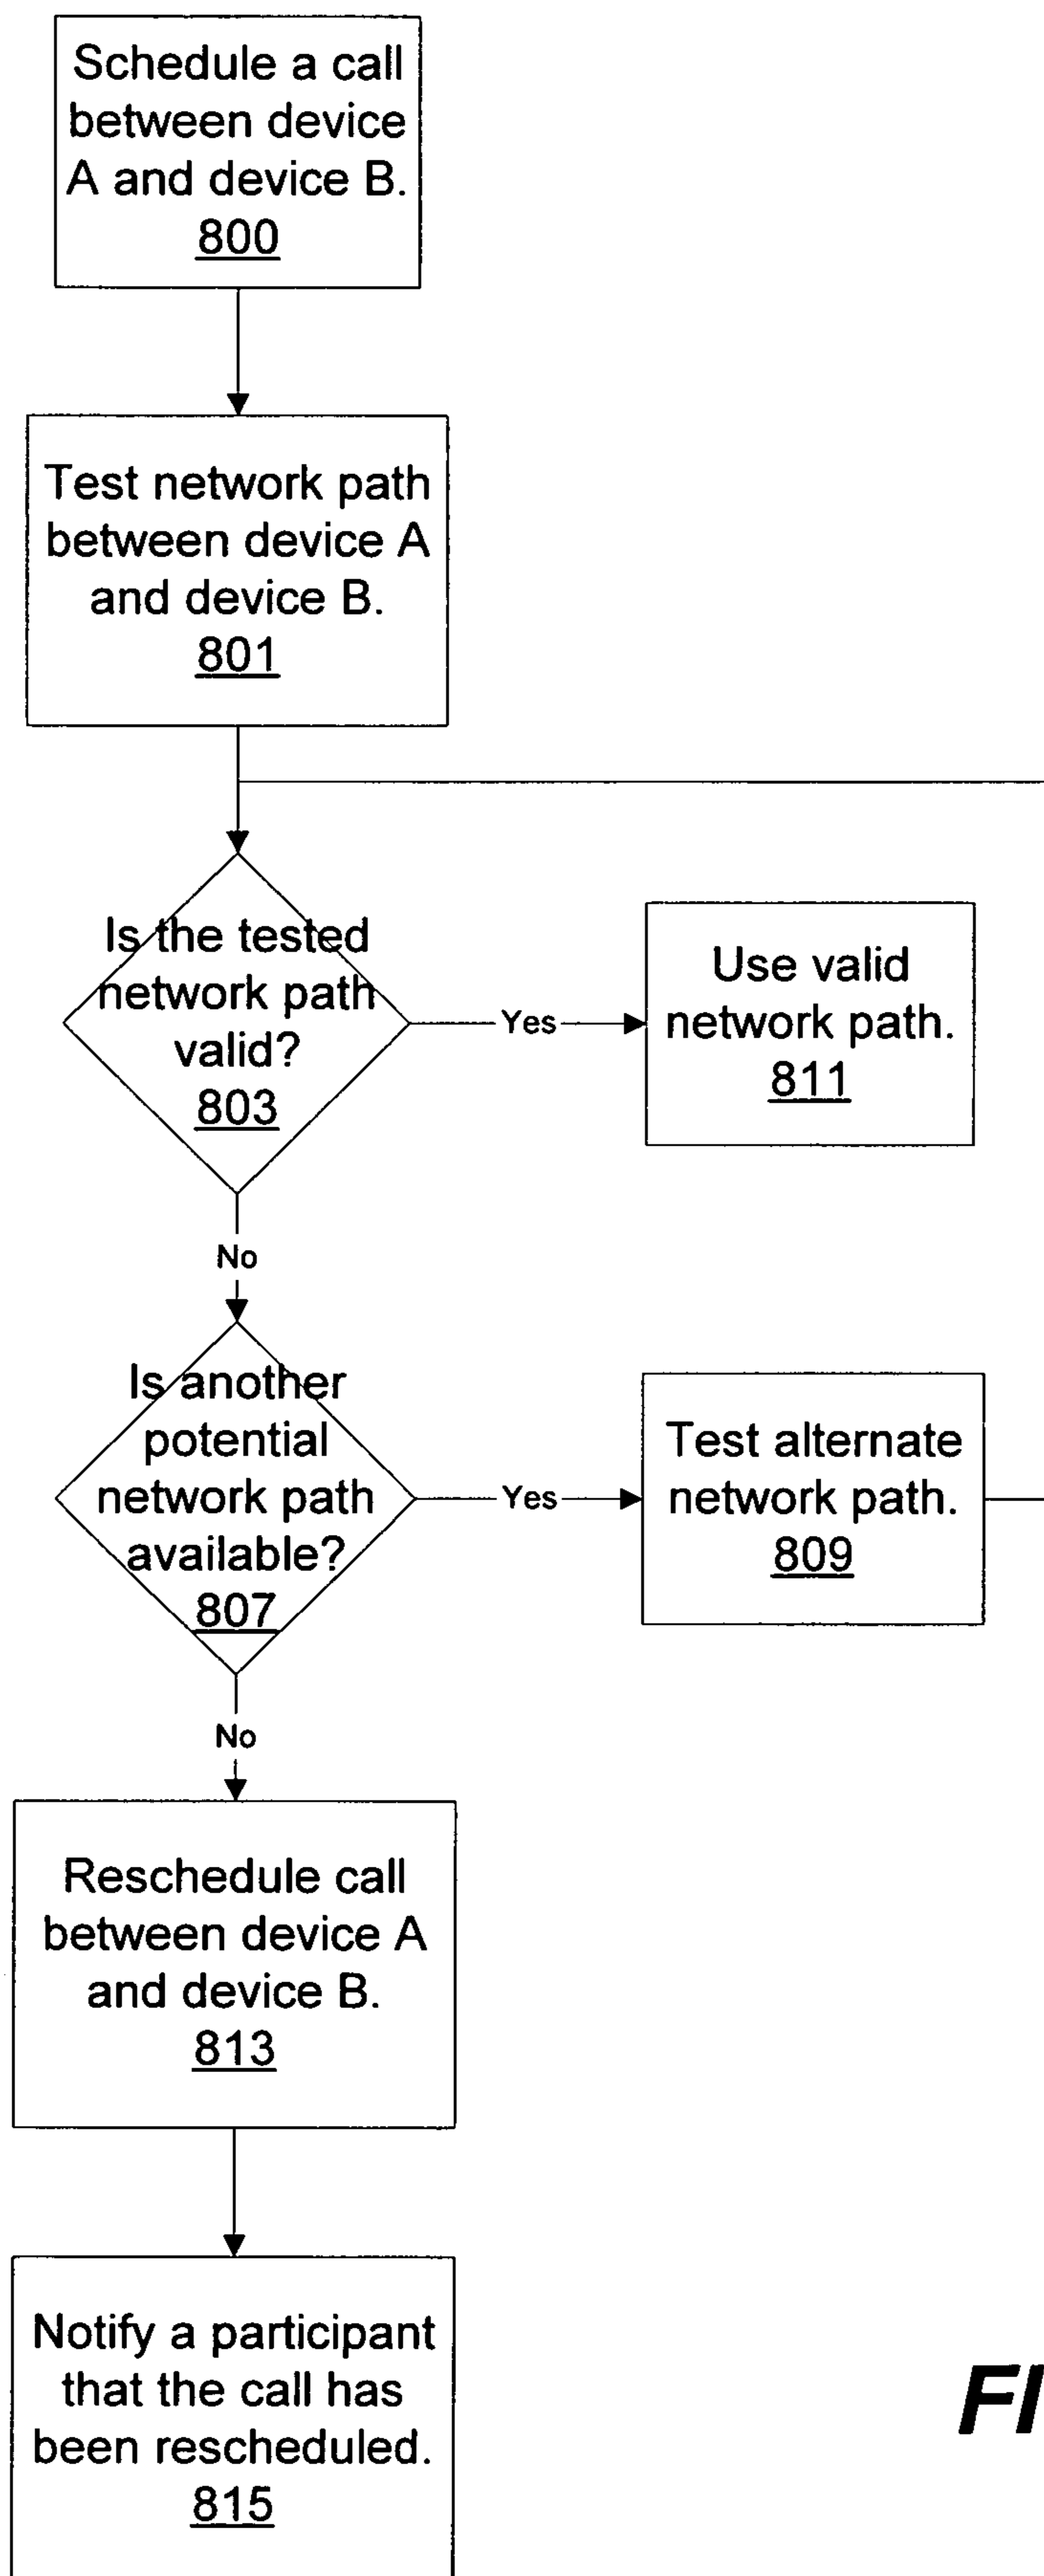 Schedule a call
between device
A and device B.
800
Test network path
between device A
and device B.
801
Is the tested
network path
valid?
803
Yes
Use valid
network path.
811
No
Is another
potential
network path
available?
807
Yes
Test alternate
network path.
809
No
Reschedule call
between device A
and device B.
813
Notify a participant
that the call has
been rescheduled.
815
FI